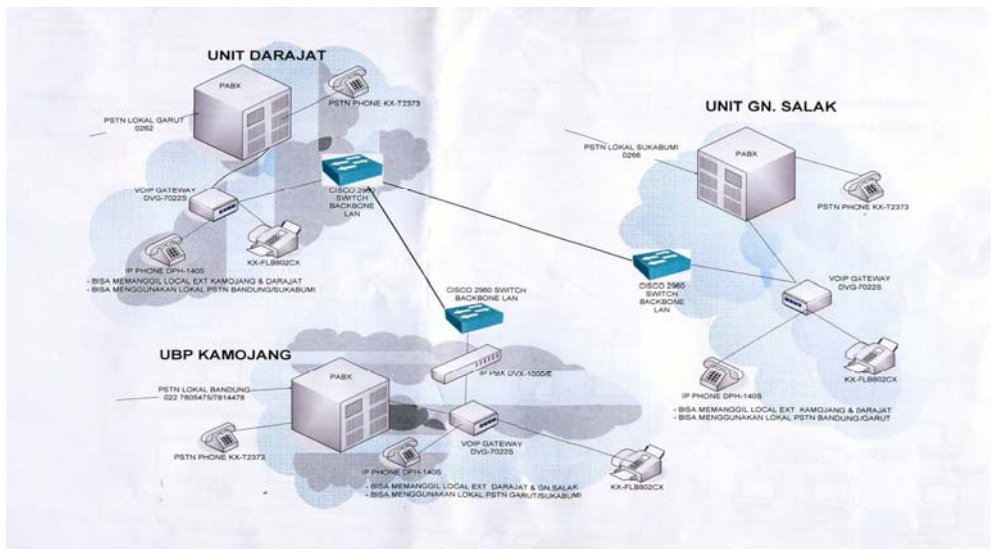 UNIT DARAJAT
PABX
PSTN PHONE KX-T2373
PSTN LOKAL GARUT
0262
VOIP GATEWAY
DVG-7022S
CISCO 2960
SWITCH
BACKBONE
LAN
KX-FLB802CX
IP PHONE DPH-140S
- BISA MEMANGGIL LOCAL EXT KAMOJANG & DARAJAT
- BISA MENGGUNAKAN LOKAL PSTN BANDUNG/SUKABUMI
UNIT GN. SALAK
PSTN LOKAL SUKABUMI
0266
PABX
PSTN PHONE KX-T2373
CISCO 2960
SWITCH
BACKBONE
LAN
VOIP GATEWAY
DVG-7022S
KX-FLB802CX
IP PHONE DPH-140S
- BISA MEMANGGIL LOCAL EXT KAMOJANG & DARAJAT
- BISA MENGGUNAKAN LOKAL PSTN BANDUNG/GARUT
CISCO 2960 SWITCH
BACKBONE LAN
UBP KAMOJANG
IP PBX DVX-1000/E
PABX
PSTN LOKAL BANDUNG
022 7805475/7814478
PSTN PHONE KX-T2373
VOIP GATEWAY
DVG-7022S
IP PHONE DPH-140S
KX-FLB802CX
- BISA MEMANGGIL LOCAL EXT DARAJAT & GN.SALAK
- BISA MENGGUNAKAN LOKAL PSTN GARUT/SUKABUMI